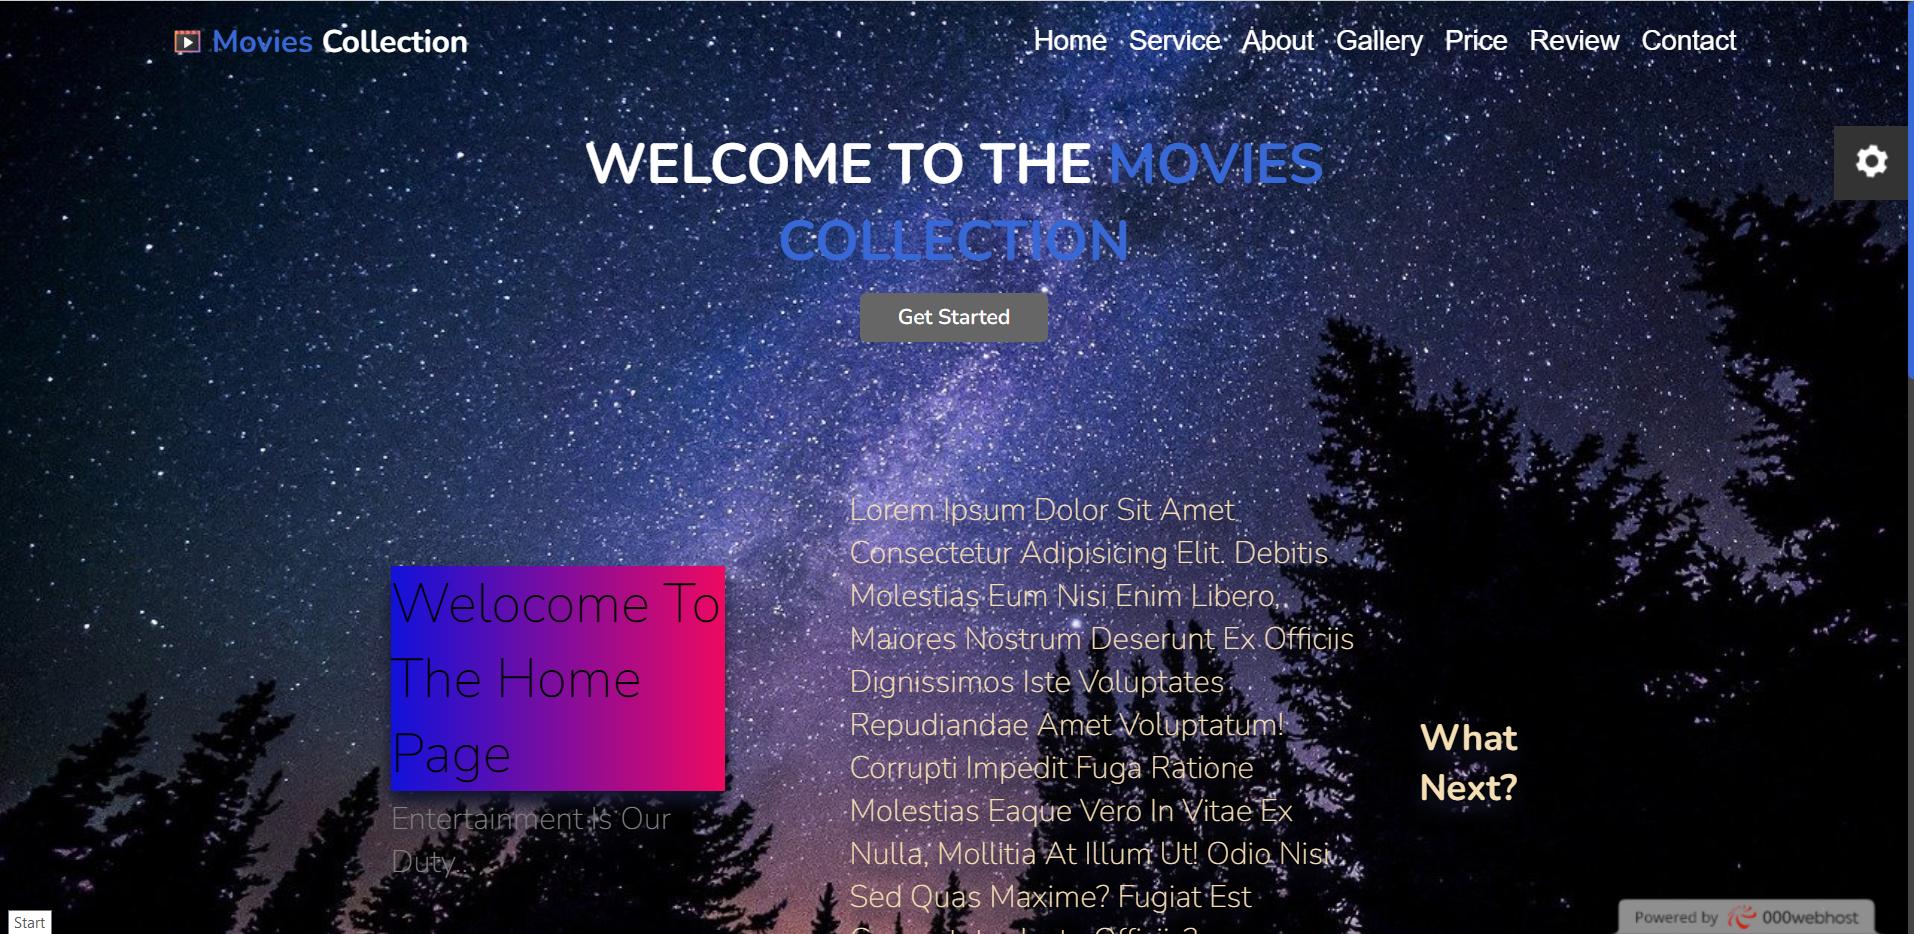 Movies Collection
Home Service About Gallery Price Review Contact
WELCOME TO THE MOVIES
COLLECTION
Get Started
Welocome To
The Home
Page
Entertainment Is Our
Duty
Lorem Ipsum Dolor Sit Amet
Consectetur Adipisicing Elit. Debitis
Molestias Eum Nisi Enim Libero,
Maiores Nostrum Deserunt Ex Officiis
Dignissimos Iste Voluptates
Repudiandae Amet Voluptatum!
Corrupti Impedit Fuga Ratione
Molestias Eaque Vero In Vitae Ex
Nulla, Mollitia At Illum Ut! Odio Nisi
Sed Quas Maxime? Fugiat Est
What
Next?
Start
Powered by 000webhost